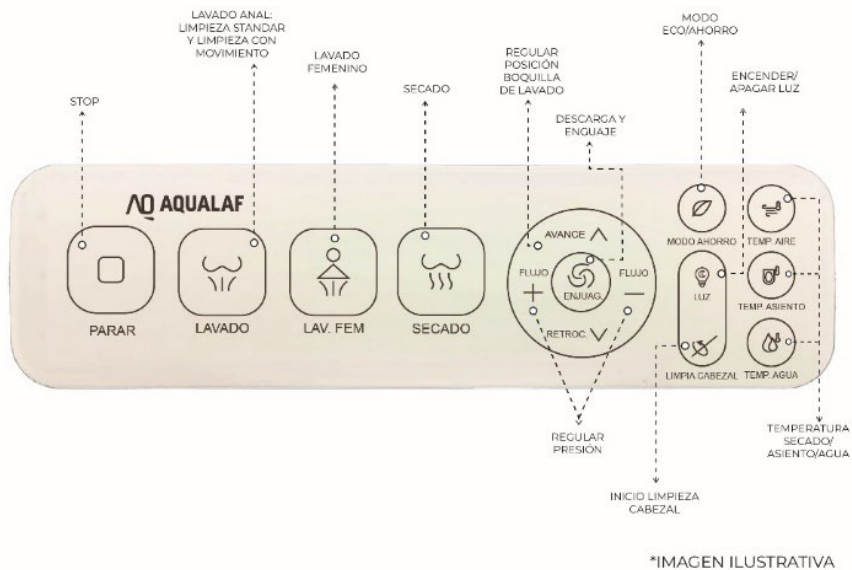 LAVADO ANAL:
LIMPIEZA STANDAR
Y LIMPIEZA CON
MOVIMIENTO
MODO
ECO/AHORRO
LAVADO
FEMENINO
REGULAR
POSICIÓN
BOQUILLA
DE LAVADO
ENCENDER/
APAGAR LUZ
STOP
SECADO
DESCARGA Y
ENGUAJE
AQ AQUALAF
PARAR
LAVADO
LAV. FEM
SECADO
AVANCE
FLUJO
FLUJO
+
ENJUAG.
—
RETROC.
MODO AHORRO
TEMP. AIRE
LUZ
TEMP. ASIENTO
LIMPIA CABEZAL
TEMP. AGUA
REGULAR
PRESIÓN
TEMPERATURA
SECADO/
ASIENTO/AGUA
INICIO LIMPIEZA
CABEZAL
*IMAGEN ILUSTRATIVA